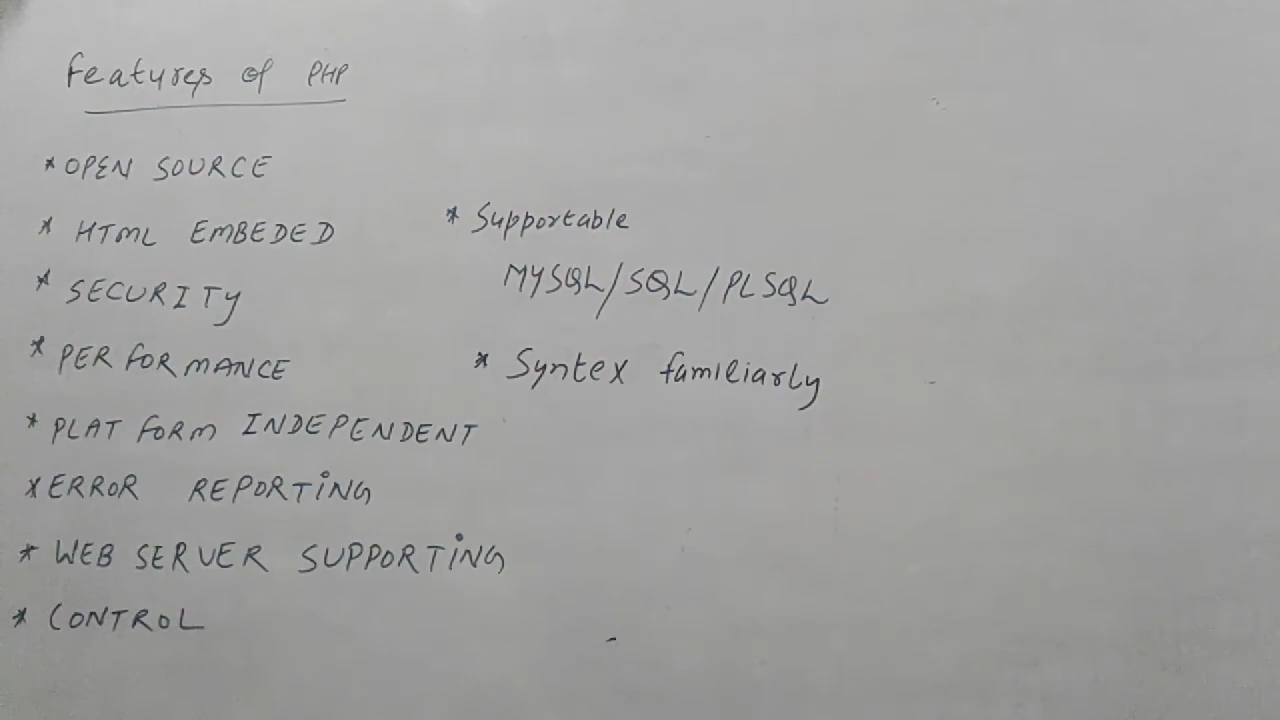 Features of PHP
* OPEN SOURCE
* HTML EMBEDED
* SECURITY
* PERFORMANCE
* PLATFORM INDEPENDENT
* ERROR REPORTING
* WEB SERVER SUPPORTING
* CONTROL
* Supportable
MYSQL/SQL/PLSQL
* Syntex familiarly